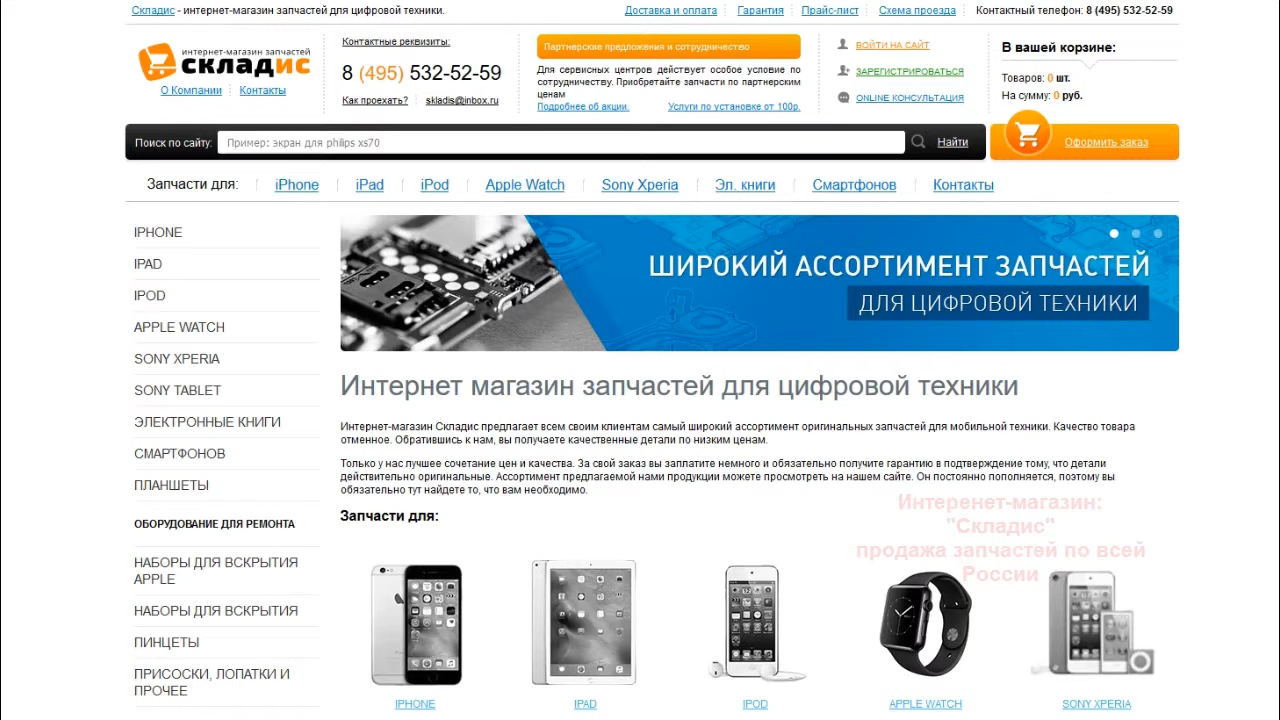 Складис - интернет-магазин запчастей для цифровой техники.
Доставка и оплата
Гарантия
Прайс-лист
Схема проезда
Контактный телефон: 8 (495) 532-52-59
интернет-магазин запчастей
складис
О Компании
Контакты
Контактные реквизиты:
8 (495) 532-52-59
Как проехать?
skladis@inbox.ru
Партнерские предложения и сотрудничество
Для сервисных центров действует особое условие по
сотрудничеству. Приобретайте запчасти по партнерским
ценам
Подробнее об акции.
Услуги по установке от 100р.
ВОЙТИ НА САЙТ
ЗАРЕГИСТРИРОВАТЬСЯ
ONLINE КОНСУЛЬТАЦИЯ
В вашей корзине:
Товаров: 0 шт.
На сумму: 0 руб.
Поиск по сайту:
Пример: экран для philips xs70
Найти
Оформить заказ
Запчасти для:
iPhone
iPad
iPod
Apple Watch
Sony Xperia
Эл. книги
Смартфонов
Контакты
IPHONE
IPAD
IPOD
APPLE WATCH
SONY XPERIA
SONY TABLET
ЭЛЕКТРОННЫЕ КНИГИ
СМАРТФОНОВ
ПЛАНШЕТЫ
ОБОРУДОВАНИЕ ДЛЯ РЕМОНТА
НАБОРЫ ДЛЯ ВСКРЫТИЯ
APPLE
НАБОРЫ ДЛЯ ВСКРЫТИЯ
ПИНЦЕТЫ
ПРИСОСКИ, ЛОПАТКИ И
ПРОЧЕЕ
ШИРОКИЙ АССОРТИМЕНТ ЗАПЧАСТЕЙ
ДЛЯ ЦИФРОВОЙ ТЕХНИКИ
Интернет магазин запчастей для цифровой техники
Интернет-магазин Складис предлагает всем своим клиентам самый широкий ассортимент оригинальных запчастей для мобильной техники. Качество товара
отменное. Обратившись к нам, вы получаете качественные детали по низким ценам.
Только у нас лучшее сочетание цен и качества. За свой заказ вы заплатите немного и обязательно получите гарантию в подтверждение тому, что детали
действительно оригинальные. Ассортимент предлагаемой нами продукции можете просмотреть на нашем сайте. Он постоянно пополняется, поэтому вы
обязательно тут найдете то, что вам необходимо.
Запчасти для:
Интеренет-магазин:
"Складис"
продажа запчастей по всей
России
IPHONE
IPAD
IPOD
APPLE WATCH
SONY XPERIA